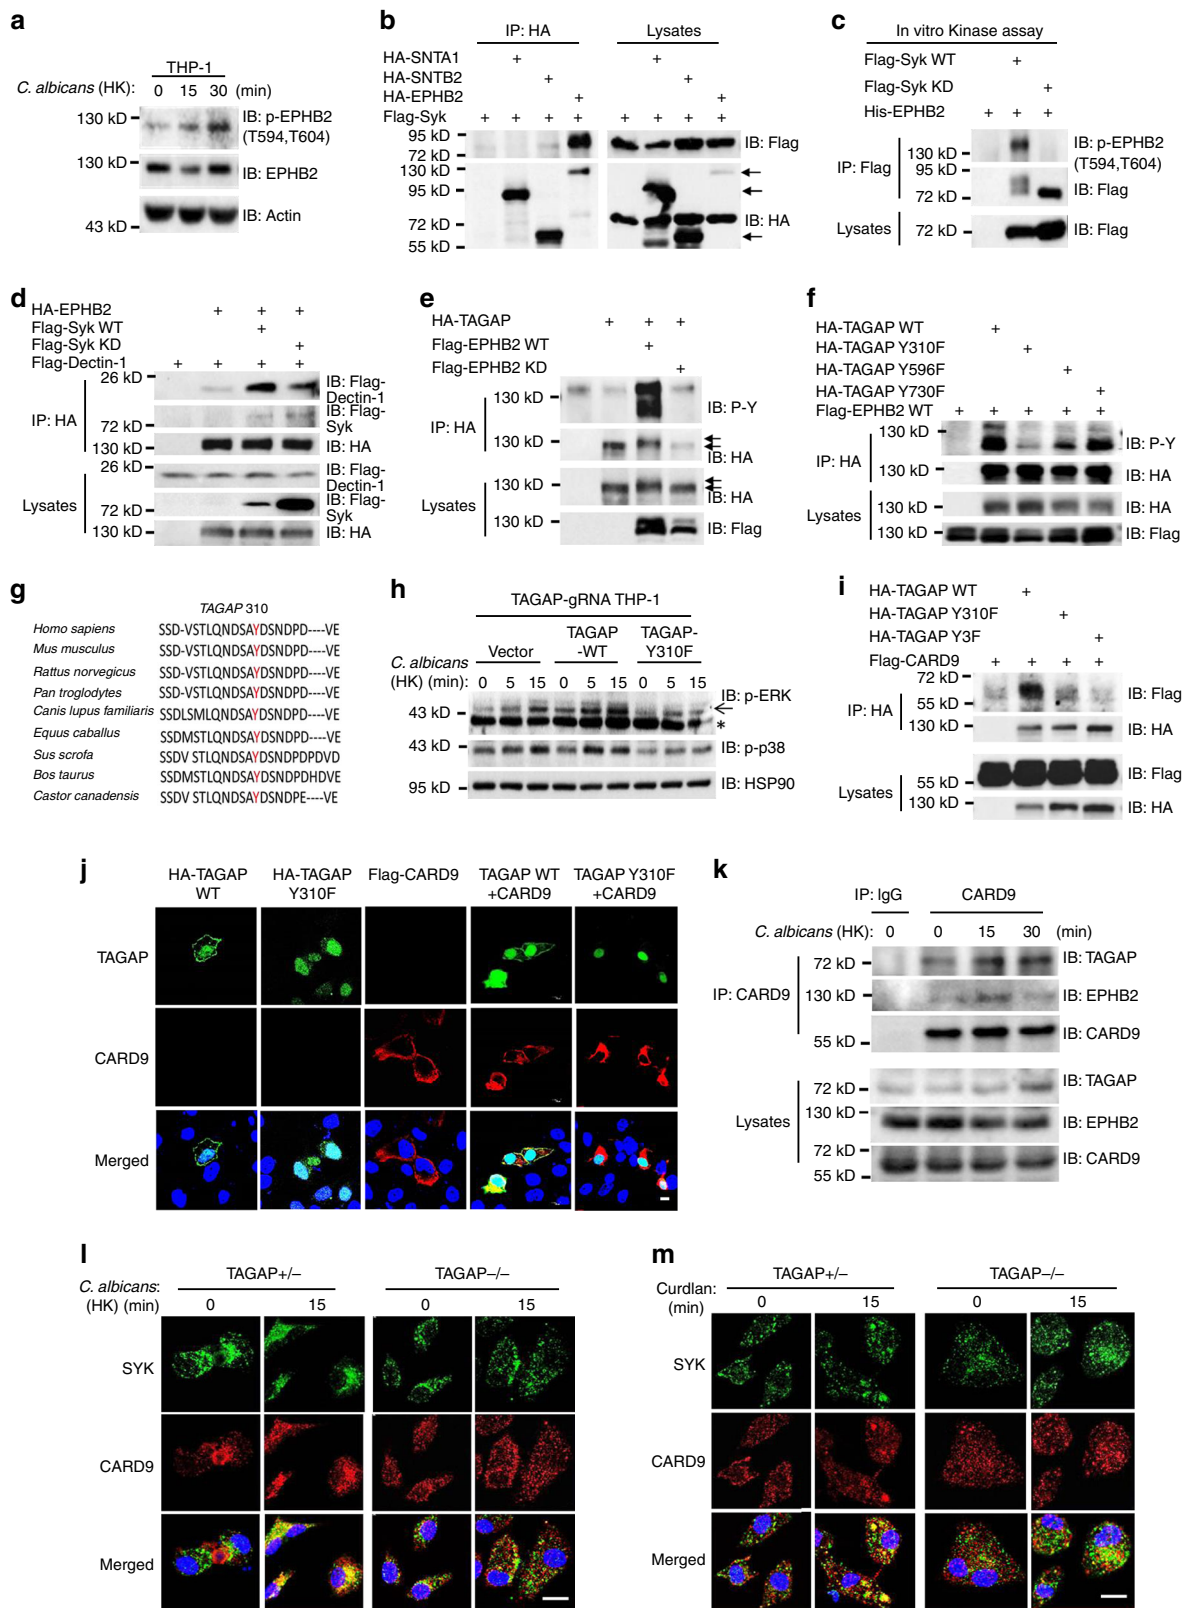 a
THP-1
C. albicans (HK): 0 15 30 (min)
130 kD
IB: p-EPHB2
(T594,T604)
130 kD
IB: EPHB2
43 kD
IB: Actin
b
IP: HA Lysates
HA-SNTA1 + +
HA-SNTB2 + +
HA-EPHB2 + +
Flag-Syk + + + + + + + +
95 kD
72 kD
IB: Flag
130 kD
95 kD
72 kD
55 kD
IB: HA
c
In vitro Kinase assay
Flag-Syk WT +
Flag-Syk KD +
His-EPHB2 + + +
IP: Flag
130 kD
IB: p-EPHB2
(T594,T604)
95 kD
72 kD
IB: Flag
Lysates
72 kD
IB: Flag
d
HA-EPHB2 + + +
Flag-Syk WT +
Flag-Syk KD +
Flag-Dectin-1 + + + +
IP: HA
26 kD
IB: Flag-
Dectin-1
72 kD
IB: Flag-
Syk
130 kD
IB: HA
Lysates
26 kD
IB: Flag-
Dectin-1
72 kD
IB: Flag-
Syk
130 kD
IB: HA
e
HA-TAGAP + + +
Flag-EPHB2 WT +
Flag-EPHB2 KD +
IP: HA
130 kD
IB: P-Y
130 kD
IB: HA
Lysates
130 kD
IB: HA
130 kD
IB: Flag
f
HA-TAGAP WT +
HA-TAGAP Y310F +
HA-TAGAP Y596F +
HA-TAGAP Y730F +
Flag-EPHB2 WT + + + + +
IP: HA
130 kD
IB: P-Y
130 kD
IB: HA
Lysates
130 kD
IB: HA
130 kD
IB: Flag
g
TAGAP 310
Homo sapiens SSD-VSTLQNDSAYDSNDPD----VE
Mus musculus SSD-VSTLQNDSAYDSNDPD----VE
Rattus norvegicus SSD-VSTLQNDSAYDSNDPD----VE
Pan troglodytes SSD-VSTLQNDSAYDSNDPD----VE
Canis lupus familiaris SSDLSMLQNDSAYDSNDPD----VE
Equus caballus SSDMSTLQNDSAYDSNDPD----VE
Sus scrofa SSDV STLQNDSAYDSNDPDPDVD
Bos taurus SSDMSTLQNDSAYDSNDPDHDVE
Castor canadensis SSDV STLQNDSAYDSNDPE----VE
h
TAGAP-gRNA THP-1
Vector TAGAP-WT TAGAP-Y310F
C. albicans
(HK) (min): 0 5 15 0 5 15 0 5 15
43 kD
IB: p-ERK
*
43 kD
IB: p-p38
95 kD
IB: HSP90
i
HA-TAGAP WT +
HA-TAGAP Y310F +
HA-TAGAP Y3F +
Flag-CARD9 + + + +
IP: HA
72 kD
55 kD
IB: Flag
130 kD
IB: HA
Lysates
55 kD
IB: Flag
130 kD
IB: HA
j
HA-TAGAP WT HA-TAGAP Y310F Flag-CARD9 TAGAP WT +CARD9 TAGAP Y310F +CARD9
TAGAP
CARD9
Merged
k
IP: IgG CARD9
C. albicans (HK): 0 0 15 30 (min)
IP: CARD9
72 kD
IB: TAGAP
130 kD
IB: EPHB2
55 kD
IB: CARD9
Lysates
72 kD
IB: TAGAP
130 kD
IB: EPHB2
72 kD
55 kD
IB: CARD9
l
TAGAP+/– TAGAP–/–
C. albicans:
(HK) (min) 0 15 0 15
SYK
CARD9
Merged
m
TAGAP+/– TAGAP–/–
Curdlan:
(min) 0 15 0 15
SYK
CARD9
Merged